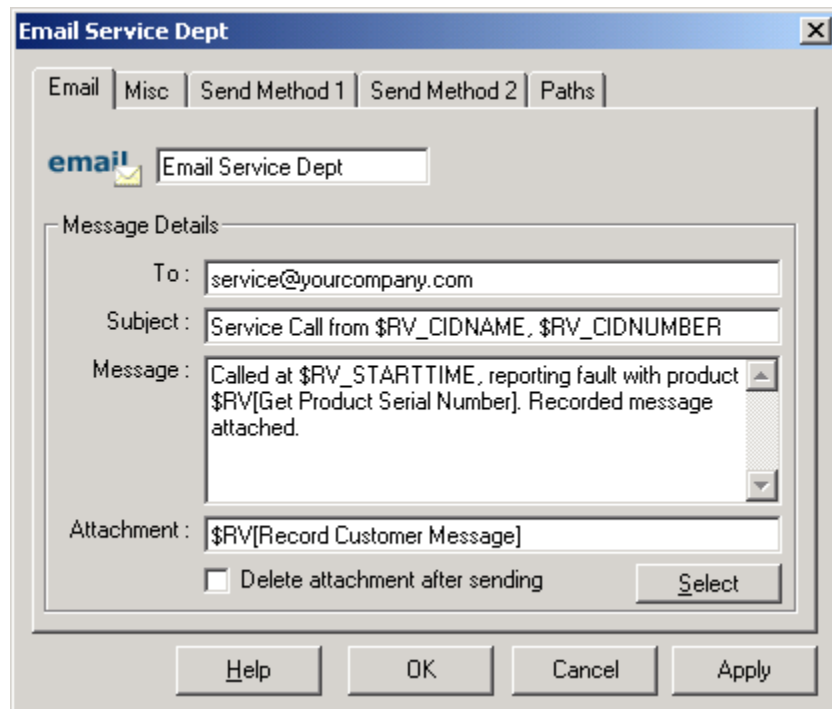 Email Service Dept
Email Misc Send Method 1 Send Method 2 Paths
email Email Service Dept
Message Details
To : service@yourcompany.com
Subject : Service Call from $RV_CIDNAME, $RV_CIDNUMBER
Message : Called at $RV_STARTTIME, reporting fault with product
$RV[Get Product Serial Number]. Recorded message
attached.
Attachment : $RV[Record Customer Message]
Delete attachment after sending Select
Help OK Cancel Apply